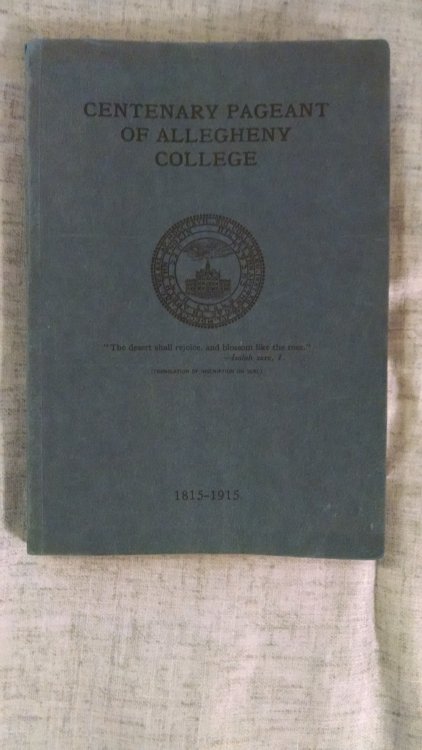 CENTENARY PAGEANT
OF ALLEGHENY
COLLEGE
"The desert shall rejoice, and blossom like the rose."
—Isaiah xxxv, 1
(TRANSLATION OF INSCRIPTION ON SEAL)
1815-1915